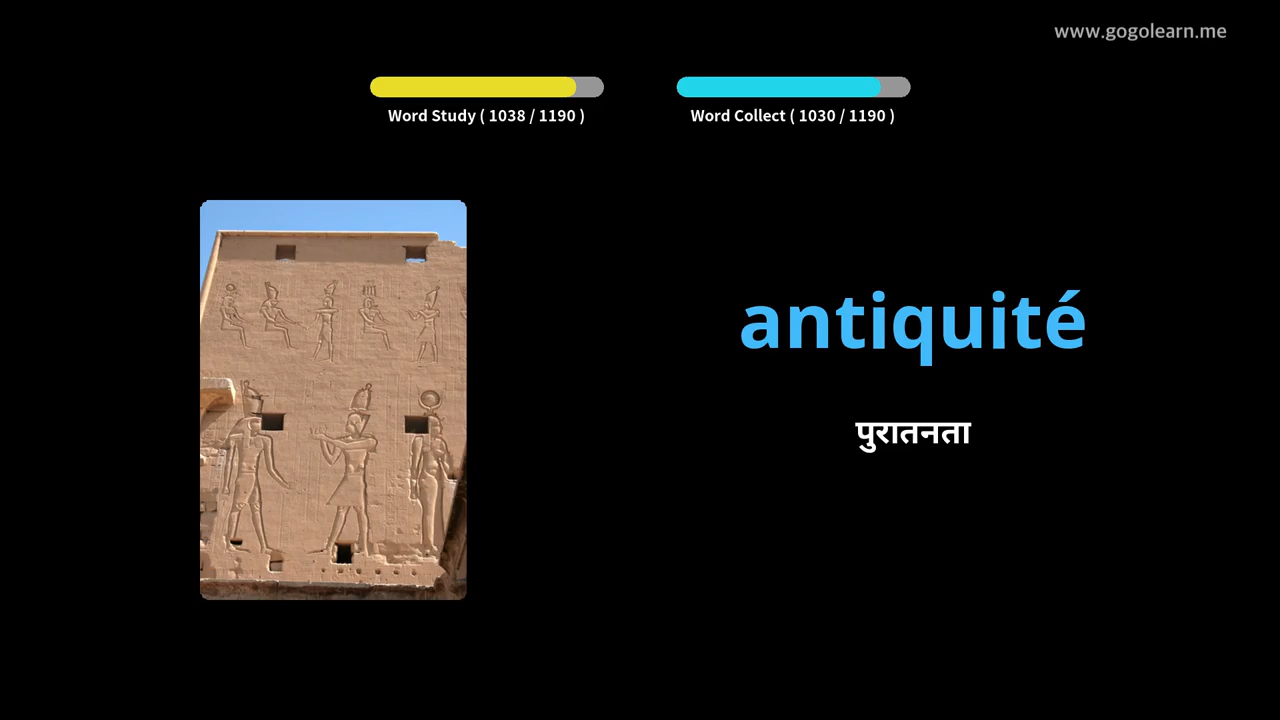 www.gogolearn.me
Word Study ( 1038 / 1190 )
Word Collect ( 1030 / 1190 )
antiquité
पुरातनता